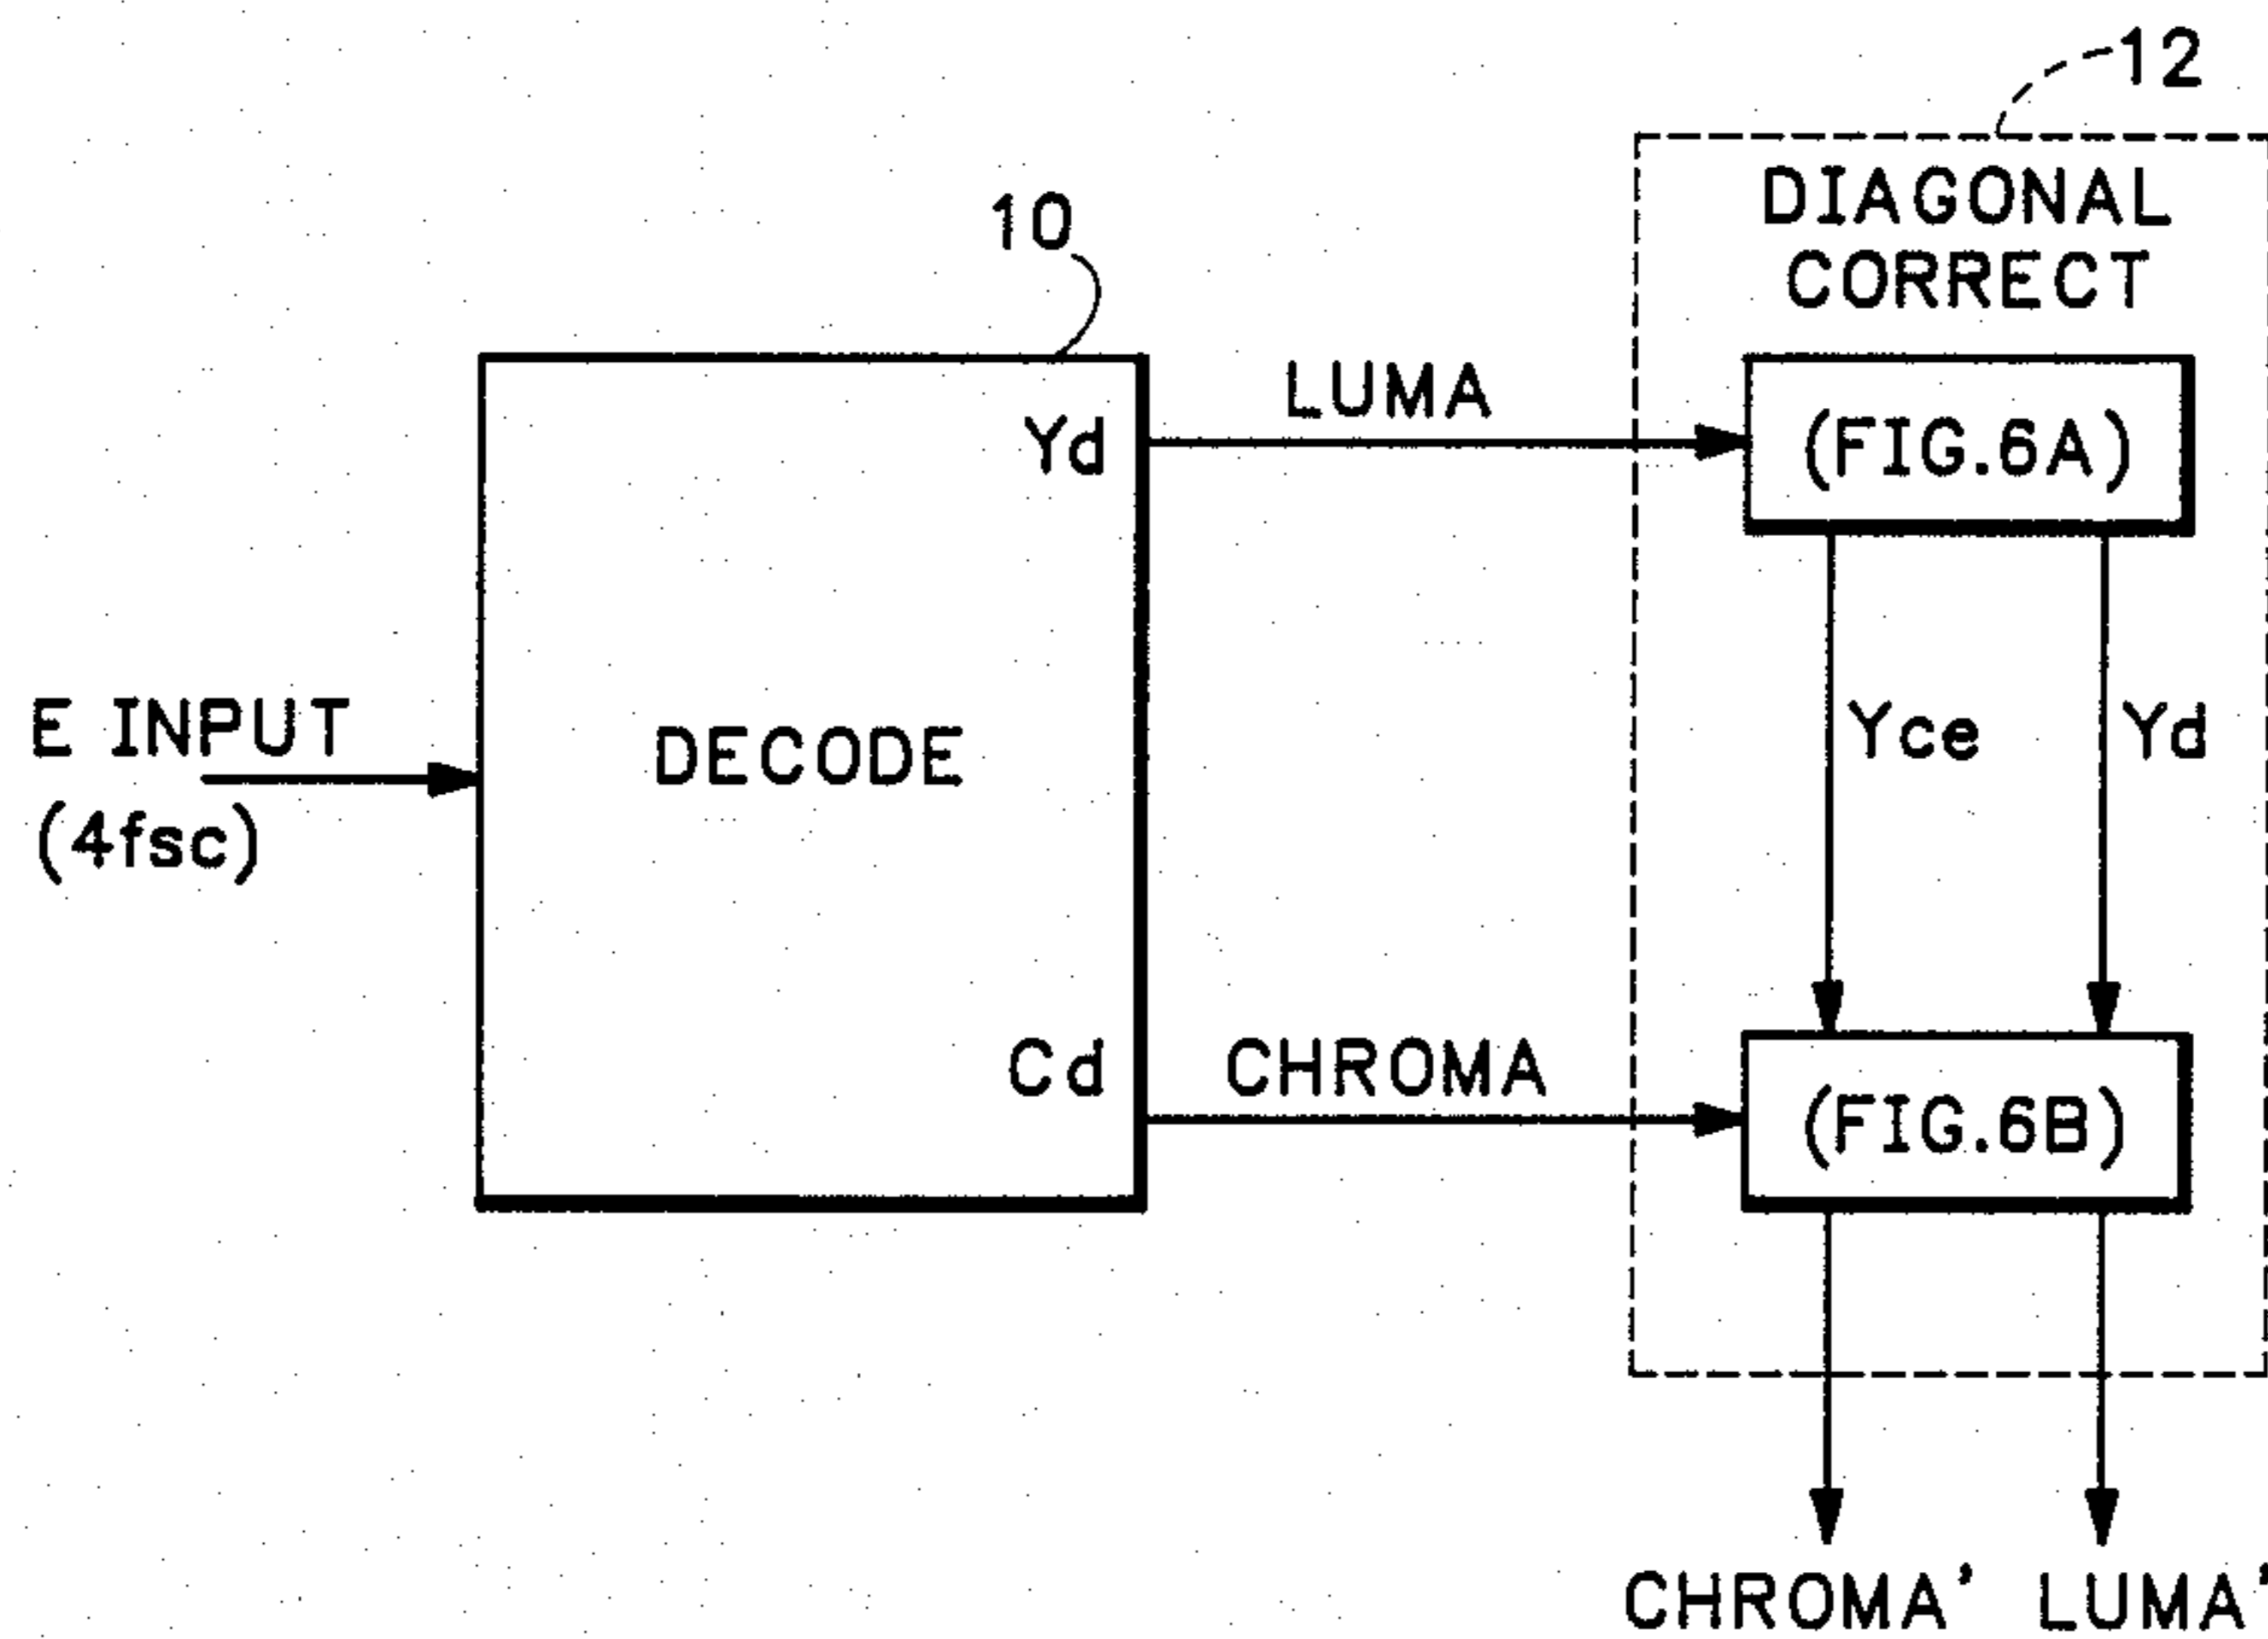 12
DIAGONAL
CORRECT
10
LUMA
Yd
(FIG.6A)
E INPUT
(4fsc)
DECODE
Yce
Yd
Cd
CHROMA
(FIG.6B)
CHROMA' LUMA'